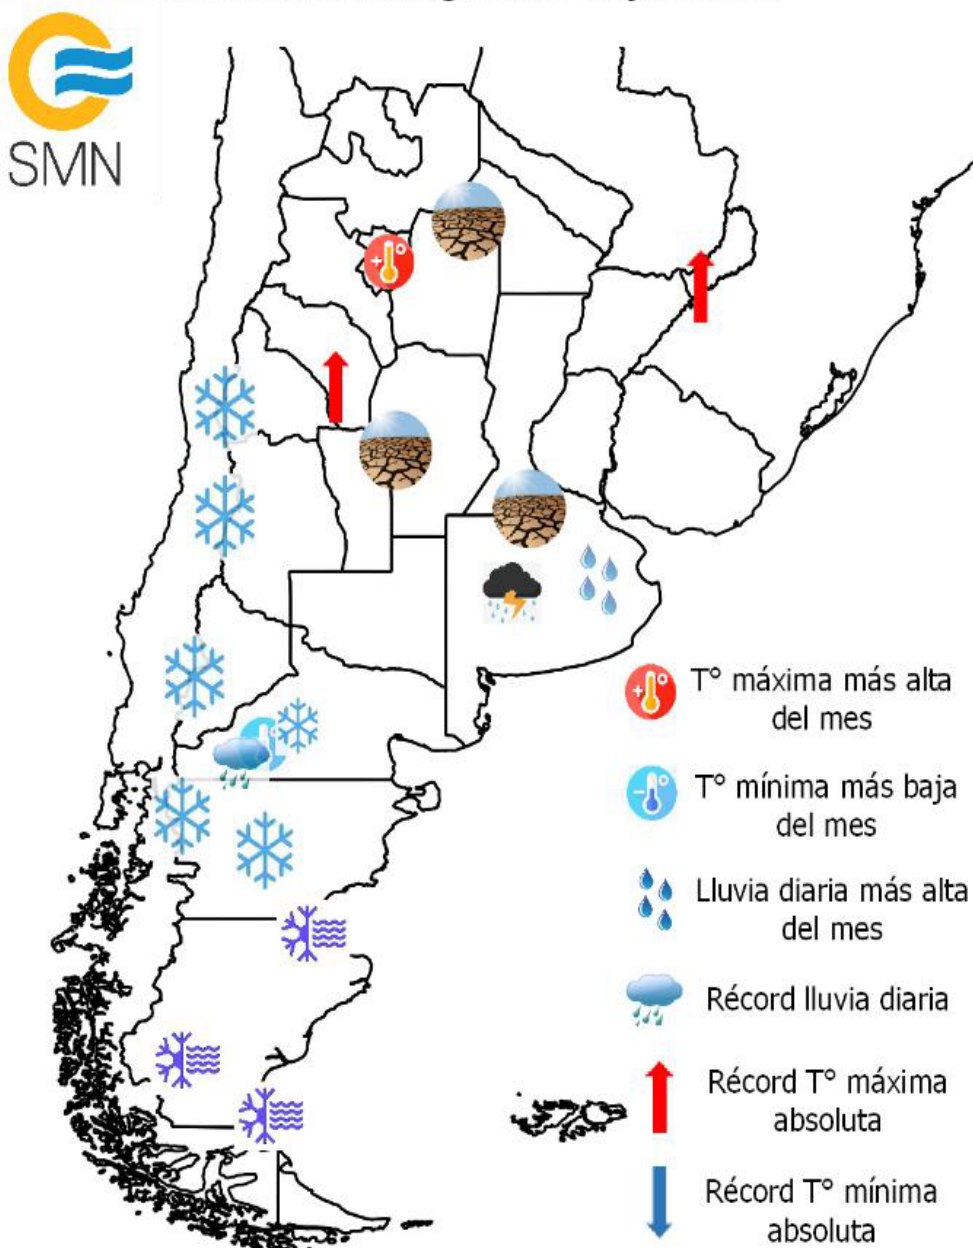 SMN
T° máxima más alta
del mes
T° mínima más baja
del mes
Lluvia diaria más alta
del mes
Récord lluvia diaria
Récord T° máxima
absoluta
Récord T° mínima
absoluta